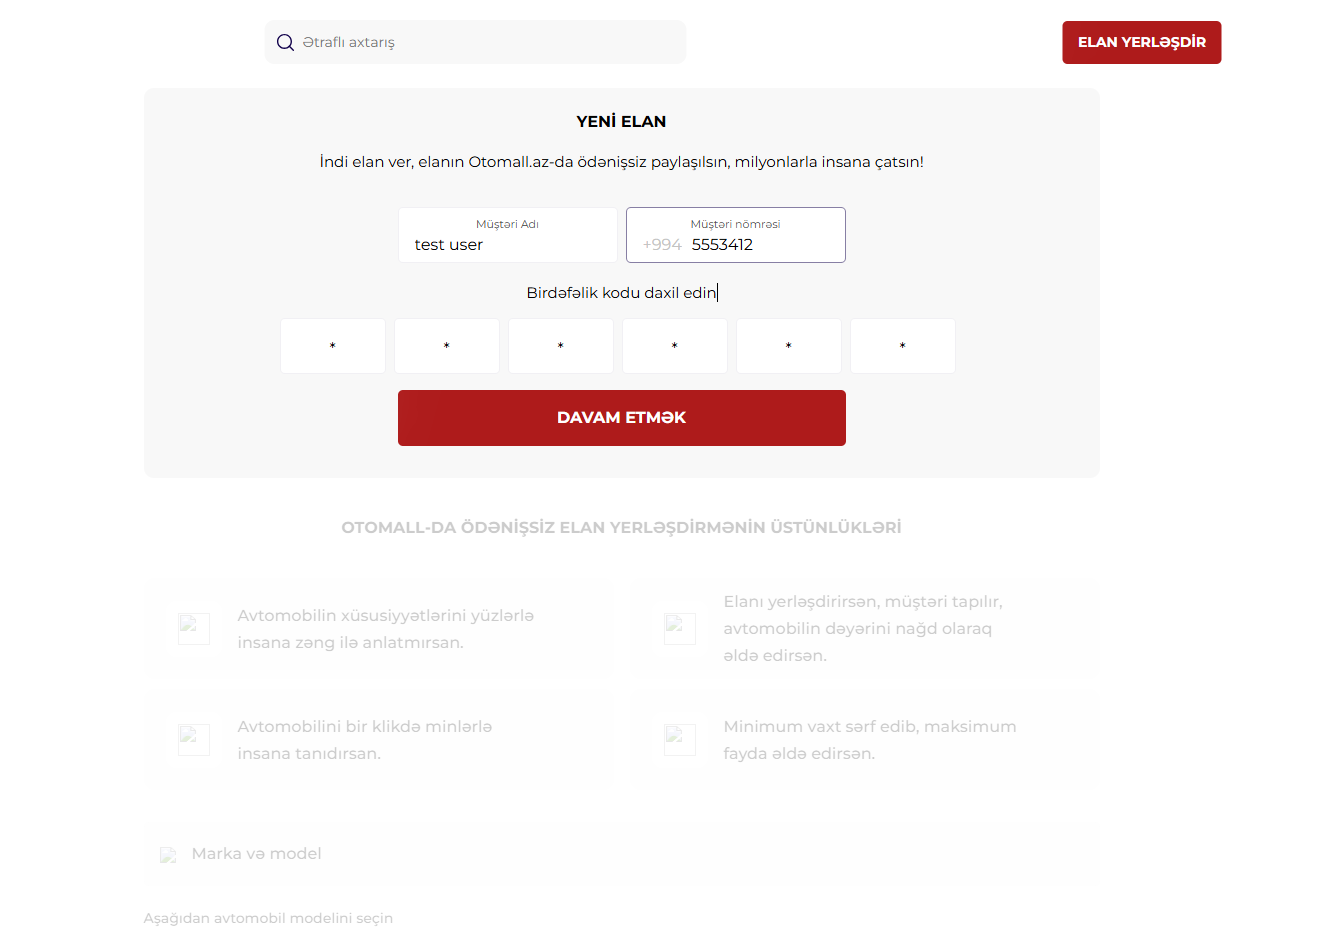 Ətraflı axtarış
ELAN YERLƏŞDİR
YENİ ELAN
İndi elan ver, elanın Otomall.az-da ödənişsiz paylaşılsın, milyonlarla insana çatsın!
Müştəri Adı
test user
Müştəri nömrəsi
+994 5553412
Birdəfəlik kodu daxil edin
* * * * * *
DAVAM ETMƏK
OTOMALL-DA ÖDƏNİŞSİZ ELAN YERLƏŞDİRMƏNİN ÜSTÜNLÜKLƏRİ
Avtomobilin xüsusiyyətlərini yüzlərlə
insana zəng ilə anlatmırsan.
Elanı yerləşdirirsən, müştəri tapılır,
avtomobilin dəyərini nağd olaraq
əldə edirsən.
Avtomobilini bir klikdə minlərlə
insana tanıdırsan.
Minimum vaxt sərf edib, maksimum
fayda əldə edirsən.
Marka və model
Aşağıdan avtomobil modelini seçin